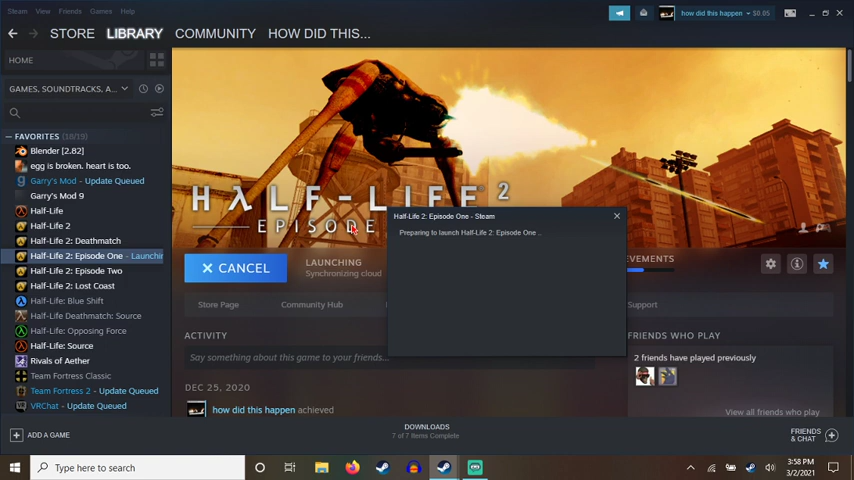 Steam View Friends Games Help
how did this happen $0.05
STORE LIBRARY COMMUNITY HOW DID THIS...
HOME
GAMES, SOUNDTRACKS, A...
FAVORITES (18/19)
Blender [2.82]
egg is broken. heart is too.
Garry's Mod - Update Queued
Garry's Mod 9
Half-Life
Half-Life 2
Half-Life 2: Deathmatch
Half-Life 2: Episode One - Launchin
Half-Life 2: Episode Two
Half-Life 2: Lost Coast
Half-Life: Blue Shift
Half-Life Deathmatch: Source
Half-Life: Opposing Force
Half-Life: Source
Rivals of Aether
Team Fortress Classic
Team Fortress 2 - Update Queued
VRChat - Update Queued
HλLF-LIFE 2
EPISODE
Half-Life 2: Episode One - Steam
Preparing to launch Half-Life 2: Episode One ..
CANCEL
LAUNCHING
Synchronizing cloud
EVEMENTS
Store Page Community Hub Support
ACTIVITY
Say something about this game to your friends...
DEC 25, 2020
how did this happen achieved
FRIENDS WHO PLAY
2 friends have played previously
View all friends who play
ADD A GAME
DOWNLOADS
7 of 7 Items Complete
FRIENDS
& CHAT
Type here to search
3:58 PM
3/2/2021